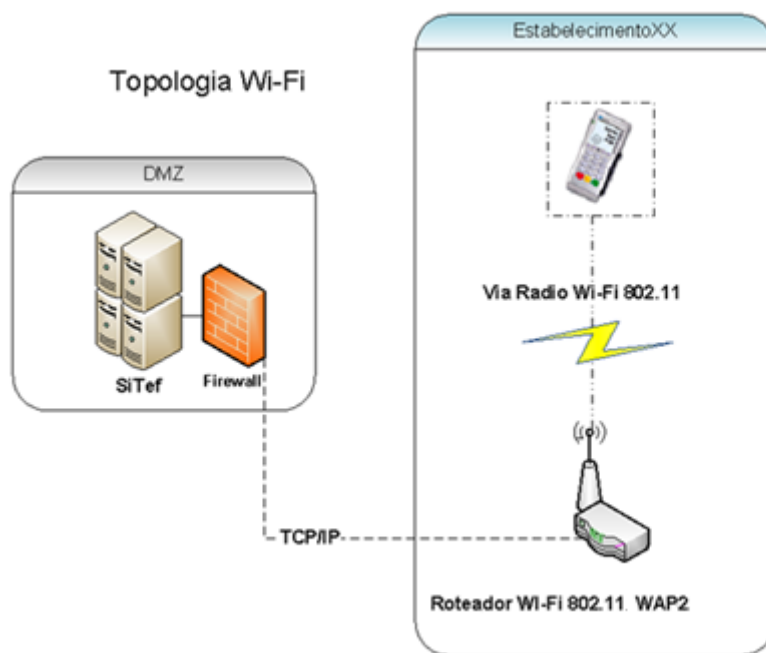 EstabelecimentoXX
Topologia Wi-Fi
DMZ
Via Radio Wi-Fi 802.11
SiTef
Firewall
TCP/IP
Roteador WI-Fi 802.11. WAP2